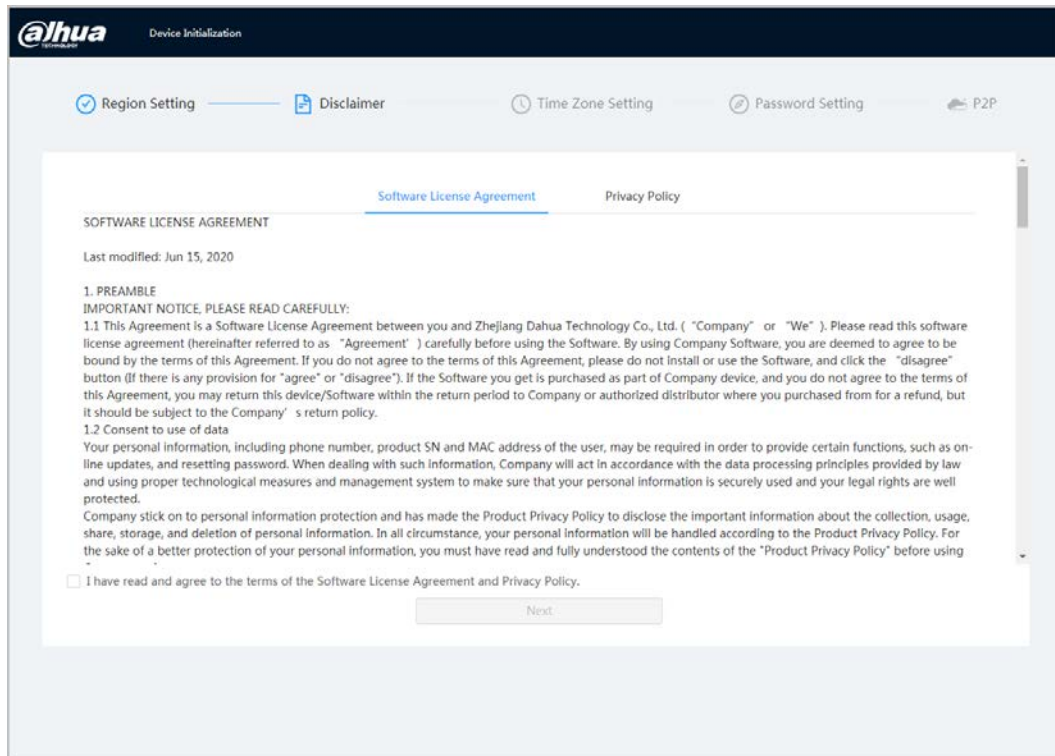 alhua
TECHNOLOGY
Device Initialization
Region Setting
Disclaimer
Time Zone Setting
Password Setting
P2P
Software License Agreement
Privacy Policy
SOFTWARE LICENSE AGREEMENT
Last modified: Jun 15, 2020
1. PREAMBLE
IMPORTANT NOTICE, PLEASE READ CAREFULLY:
1.1 This Agreement is a Software License Agreement between you and Zhejiang Dahua Technology Co., Ltd. ( "Company" or "We" ). Please read this software
license agreement (hereinafter referred to as "Agreement' ) carefully before using the Software. By using Company Software, you are deemed to agree to be
bound by the terms of this Agreement. If you do not agree to the terms of this Agreement, please do not install or use the Software, and click the "disagree"
button (If there is any provision for "agree" or "disagree"). If the Software you get is purchased as part of Company device, and you do not agree to the terms of
this Agreement, you may return this device/Software within the return period to Company or authorized distributor where you purchased from for a refund, but
it should be subject to the Company' s return policy.
1.2 Consent to use of data
Your personal information, including phone number, product SN and MAC address of the user, may be required in order to provide certain functions, such as on-
line updates, and resetting password. When dealing with such information, Company will act in accordance with the data processing principles provided by law
and using proper technological measures and management system to make sure that your personal information is securely used and your legal rights are well
protected.
Company stick on to personal information protection and has made the Product Privacy Policy to disclose the important information about the collection, usage,
share, storage, and deletion of personal information. In all circumstance, your personal information will be handled according to the Product Privacy Policy. For
the sake of a better protection of your personal information, you must have read and fully understood the contents of the "Product Privacy Policy" before using
I have read and agree to the terms of the Software License Agreement and Privacy Policy.
Next